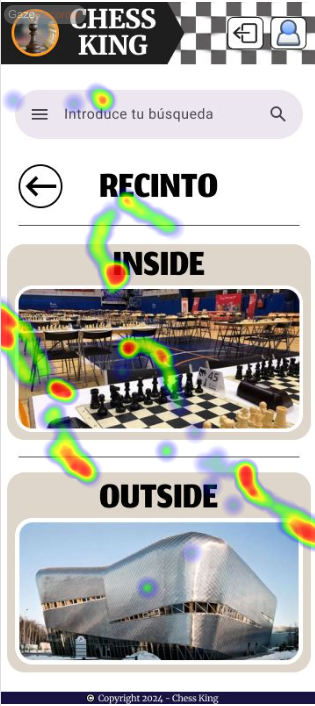 Gaze
CHESS
KING
Introduce tu búsqueda
RECINTO
INSIDE
OUTSIDE
© Copyright 2024 - Chess King